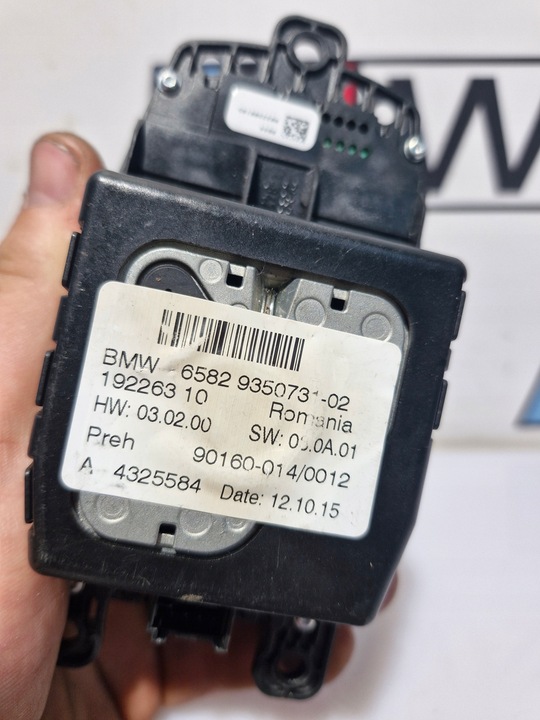 BMW 6582 9350731-02
192263 10 Romania
HW: 03.02.00 SW: 0 .0A.01
Preh 90160-014/0012
A 4325584 Date: 12.10.15